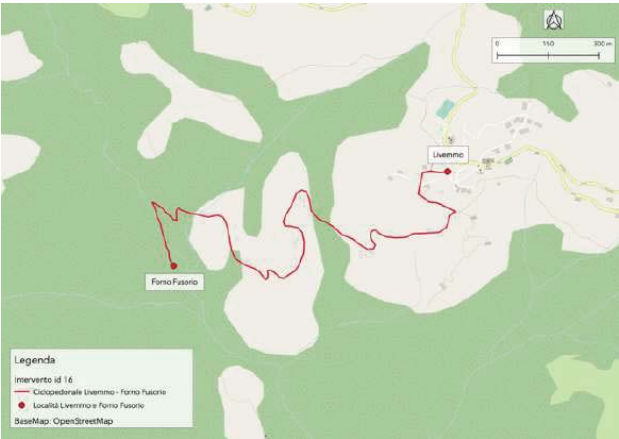 0 150 300 m
Livemmo
Forno Fusorio
Legenda
Intervento id 16
Ciclopedonale Livemmo - Forno Fusorio
Località Livemmo e Forno Fusorio
BaseMap: OpenStreetMap